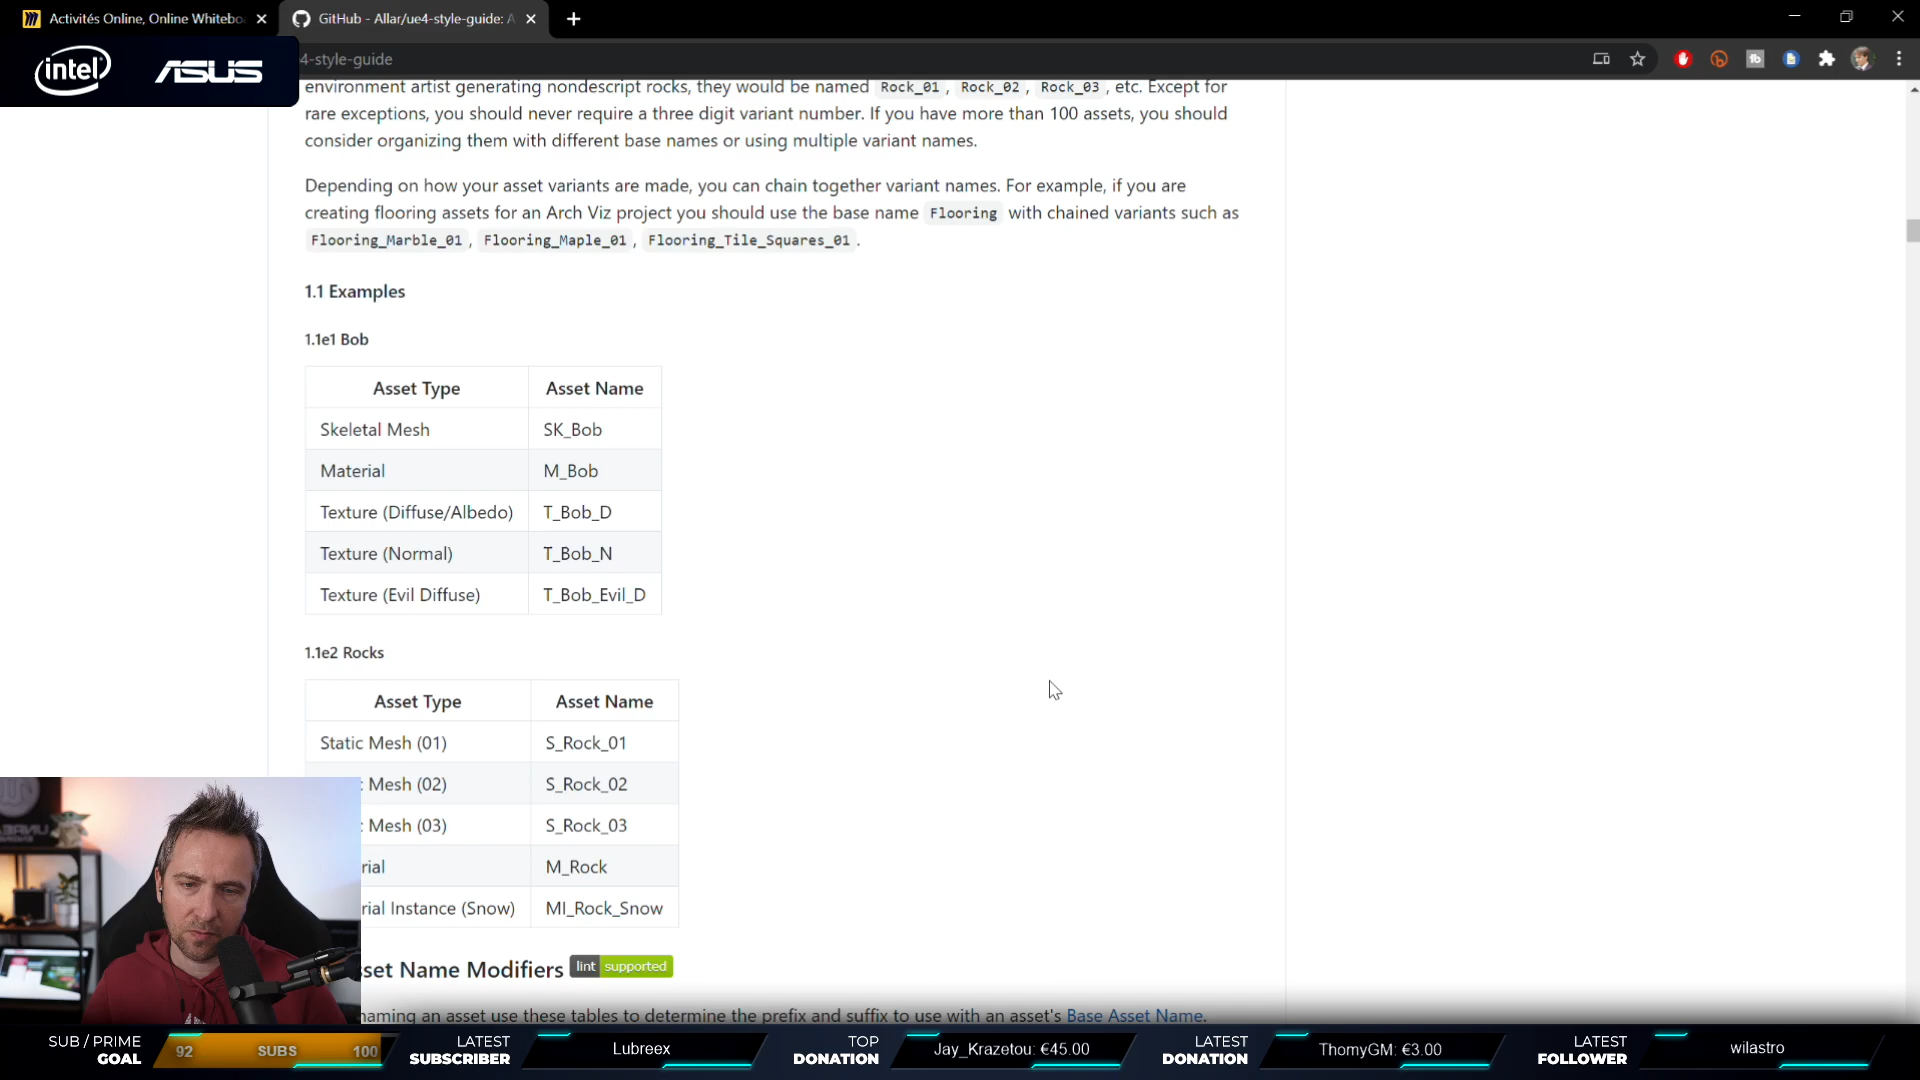 Activités Online, Online Whitebo
GitHub - Allar/ue4-style-guide: A
intel
ASUS
4-style-guide
environment artist generating nondescript rocks, they would be named Rock_01 , Rock_02 , Rock_03 , etc. Except for
rare exceptions, you should never require a three digit variant number. If you have more than 100 assets, you should
consider organizing them with different base names or using multiple variant names.
Depending on how your asset variants are made, you can chain together variant names. For example, if you are
creating flooring assets for an Arch Viz project you should use the base name Flooring with chained variants such as
Flooring_Marble_01 , Flooring_Maple_01 , Flooring_Tile_Squares_01 .
1.1 Examples
1.1e1 Bob
Asset Type Asset Name
Skeletal Mesh SK_Bob
Material M_Bob
Texture (Diffuse/Albedo) T_Bob_D
Texture (Normal) T_Bob_N
Texture (Evil Diffuse) T_Bob_Evil_D
1.1e2 Rocks
Asset Type Asset Name
Static Mesh (01) S_Rock_01
Mesh (02) S_Rock_02
Mesh (03) S_Rock_03
rial M_Rock
rial Instance (Snow) MI_Rock_Snow
sset Name Modifiers lint supported
naming an asset use these tables to determine the prefix and suffix to use with an asset's Base Asset Name.
SUB / PRIME GOAL
92 SUBS 100
LATEST SUBSCRIBER
Lubreex
TOP DONATION
Jay_Krazetou: €45.00
LATEST DONATION
ThomyGM: €3.00
LATEST FOLLOWER
wilastro